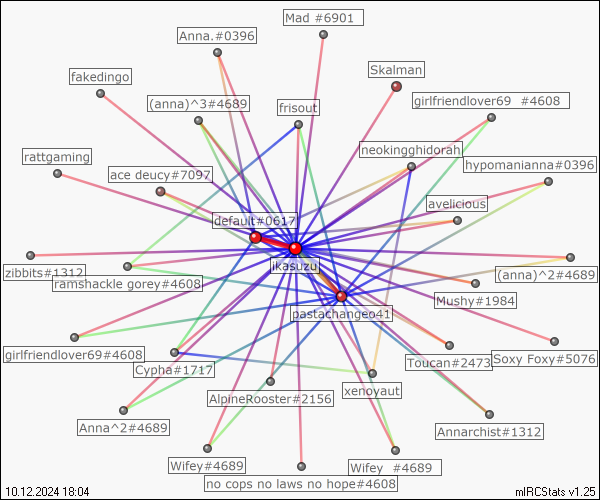 Mad #6901
Anna.#0396
Skalman
fakedingo
(anna)^3#4689
frisout
girlfriendlover69 #4608
neokingghidorah
rattgaming
hypomanianna#0396
ace deucy#7097
avelicious
default#0617
jikasuzu
zibbits#1312
(anna)^2#4689
ramshackle gorey#4608
Mushy#1984
pastachangeo41
girlfriendlover69#4608
Cypha#1717
Toucan#2473
Soxy Foxy#5076
xenoyaut
AlpineRooster#2156
Anna^2#4689
Annarchist#1312
Wifey#4689
Wifey #4689
no cops no laws no hope#4608
10.12.2024 18:04
mIRCStats v1.25